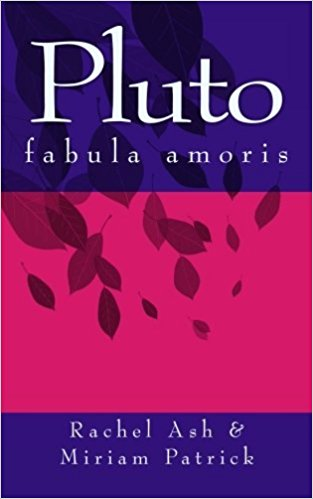 Pluto
fabula amoris
Rachel Ash &
Miriam Patrick